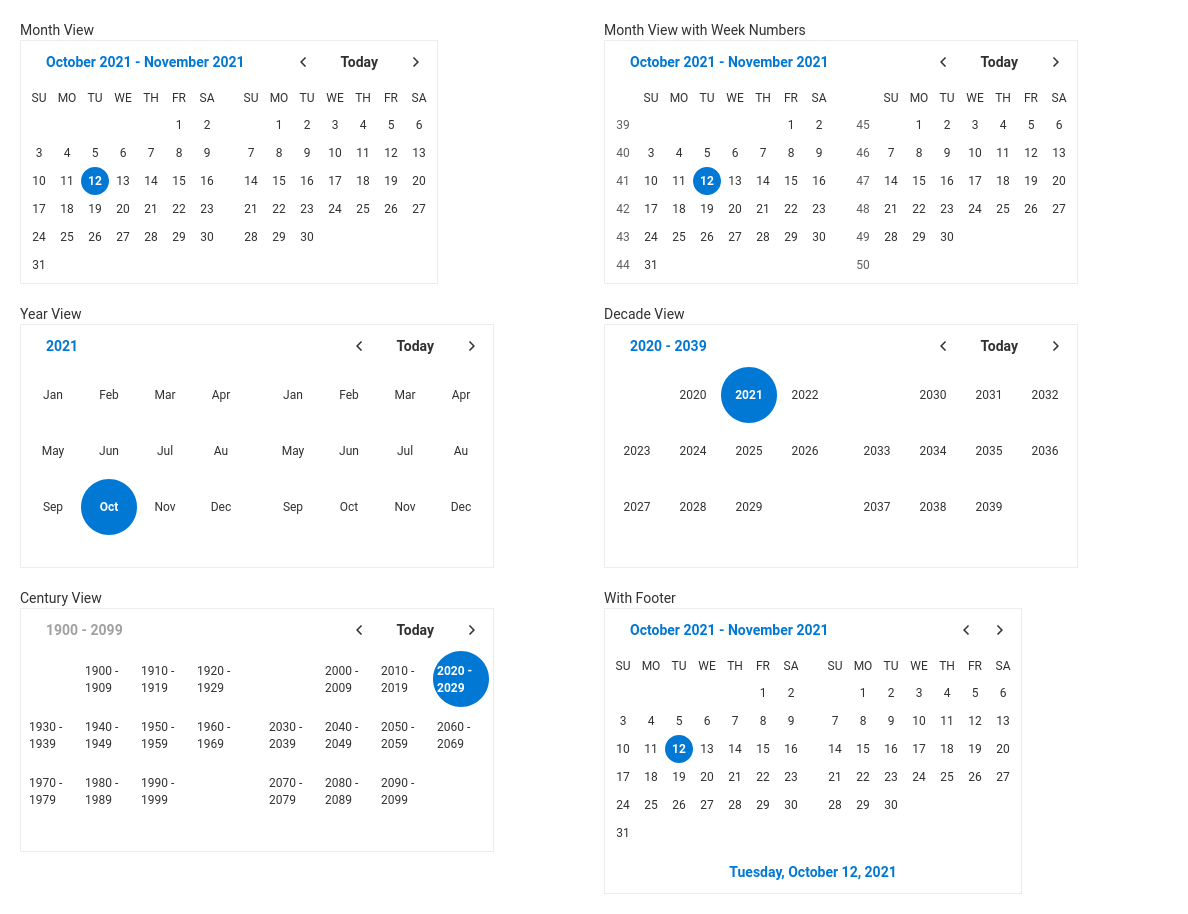 Month View
October 2021 - November 2021 Today
SU MO TU WE TH FR SA SU MO TU WE TH FR SA
1 2 1 2 3 4 5 6
3 4 5 6 7 8 9 7 8 9 10 11 12 13
10 11 12 13 14 15 16 14 15 16 17 18 19 20
17 18 19 20 21 22 23 21 22 23 24 25 26 27
24 25 26 27 28 29 30 28 29 30
31
Month View with Week Numbers
October 2021 - November 2021 Today
SU MO TU WE TH FR SA SU MO TU WE TH FR SA
39 1 2 45 1 2 3 4 5 6
40 3 4 5 6 7 8 9 46 7 8 9 10 11 12 13
41 10 11 12 13 14 15 16 47 14 15 16 17 18 19 20
42 17 18 19 20 21 22 23 48 21 22 23 24 25 26 27
43 24 25 26 27 28 29 30 49 28 29 30
44 31 50
Year View
2021 Today
Jan Feb Mar Apr Jan Feb Mar Apr
May Jun Jul Au May Jun Jul Au
Sep Oct Nov Dec Sep Oct Nov Dec
Decade View
2020 - 2039 Today
2020 2021 2022 2030 2031 2032
2023 2024 2025 2026 2033 2034 2035 2036
2027 2028 2029 2037 2038 2039
Century View
1900 - 2099 Today
1900 - 1910 - 1920 - 2000 - 2010 - 2020 -
1909 1919 1929 2009 2019 2029
1930 - 1940 - 1950 - 1960 - 2030 - 2040 - 2050 - 2060 -
1939 1949 1959 1969 2039 2049 2059 2069
1970 - 1980 - 1990 - 2070 - 2080 - 2090 -
1979 1989 1999 2079 2089 2099
With Footer
October 2021 - November 2021
SU MO TU WE TH FR SA SU MO TU WE TH FR SA
1 2 1 2 3 4 5 6
3 4 5 6 7 8 9 7 8 9 10 11 12 13
10 11 12 13 14 15 16 14 15 16 17 18 19 20
17 18 19 20 21 22 23 21 22 23 24 25 26 27
24 25 26 27 28 29 30 28 29 30
31
Tuesday, October 12, 2021